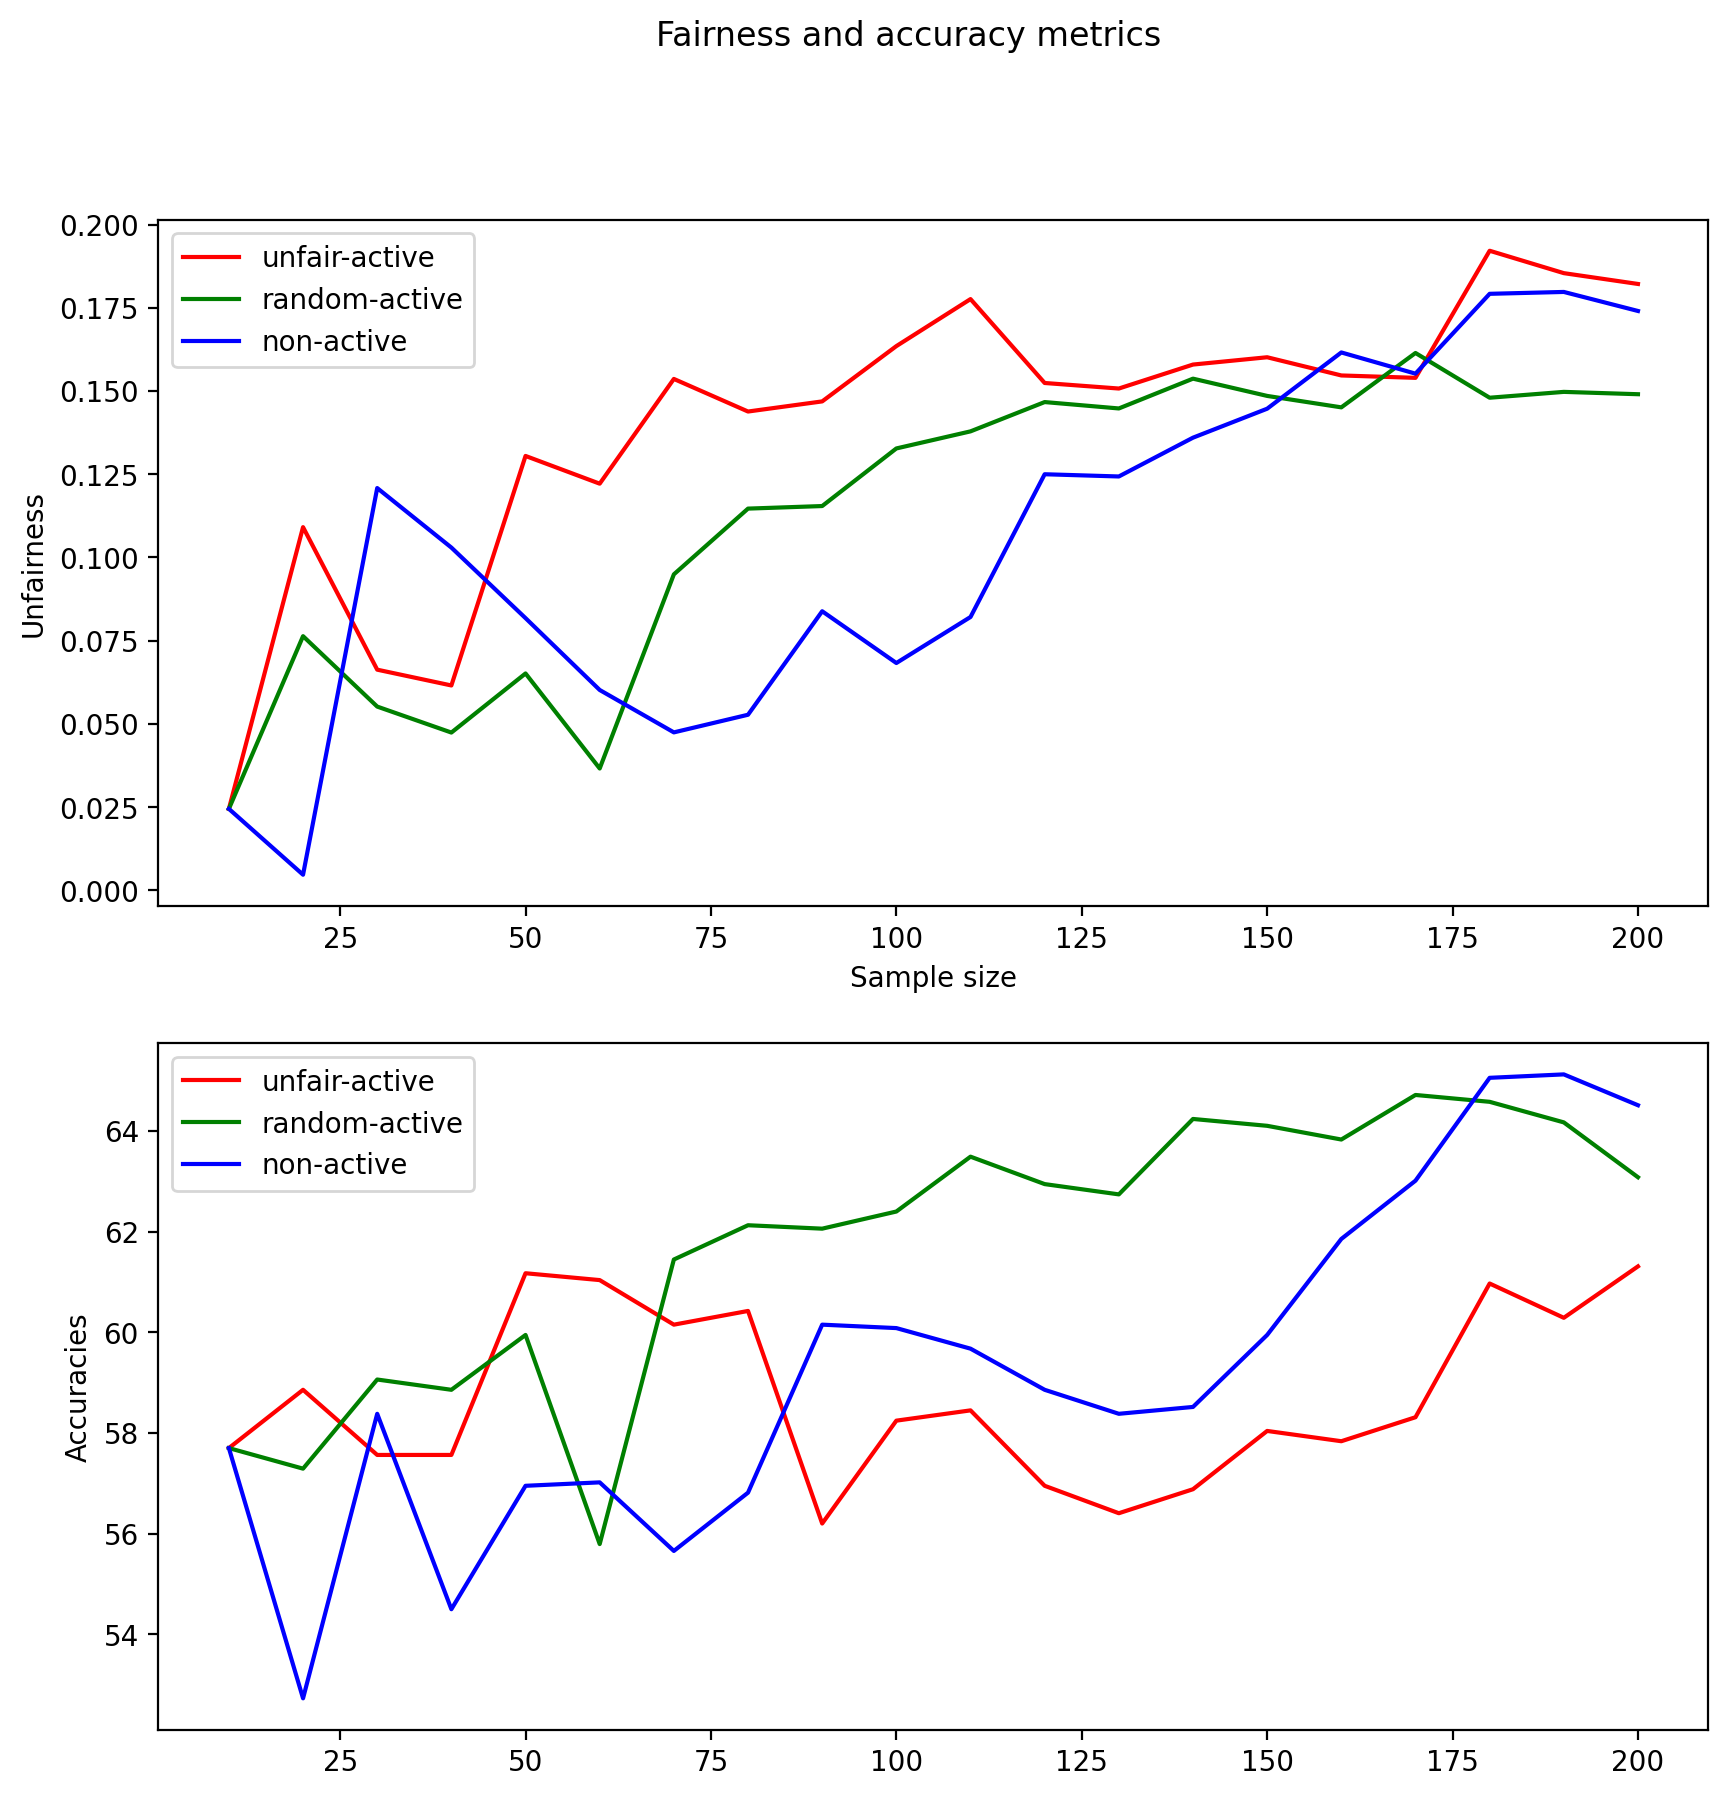 Fairness and accuracy metrics
0.200
0.175
0.150
0.125
0.100
0.075
0.050
0.025
0.000
Unfairness
unfair-active
random-active
non-active
25 50 75 100 125 150 175 200
Sample size
64
62
60
58
56
54
Accuracies
unfair-active
random-active
non-active
25 50 75 100 125 150 175 200